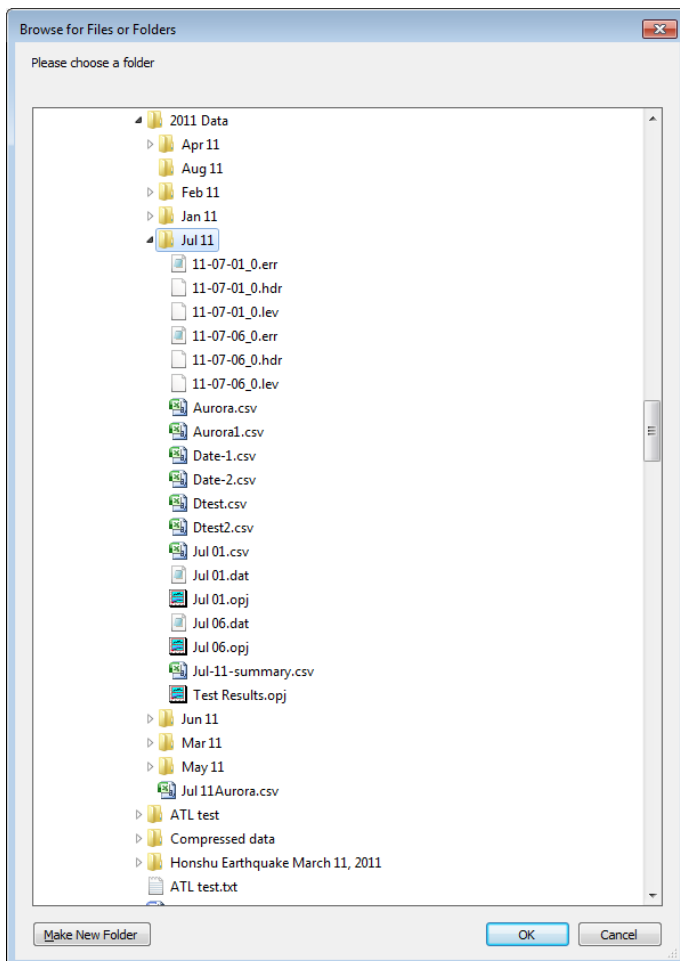 Browse for Files or Folders
Please choose a folder
2011 Data
Apr 11
Aug 11
Feb 11
Jan 11
Jul 11
11-07-01_0.err
11-07-01_0.hdr
11-07-01_0.lev
11-07-06_0.err
11-07-06_0.hdr
11-07-06_0.lev
Aurora.csv
Aurora1.csv
Date-1.csv
Date-2.csv
Dtest.csv
Dtest2.csv
Jul 01.csv
Jul 01.dat
Jul 01.opj
Jul 06.dat
Jul 06.opj
Jul-11-summary.csv
Test Results.opj
Jun 11
Mar 11
May 11
Jul 11Aurora.csv
ATL test
Compressed data
Honshu Earthquake March 11, 2011
ATL test.txt
Make New Folder OK Cancel